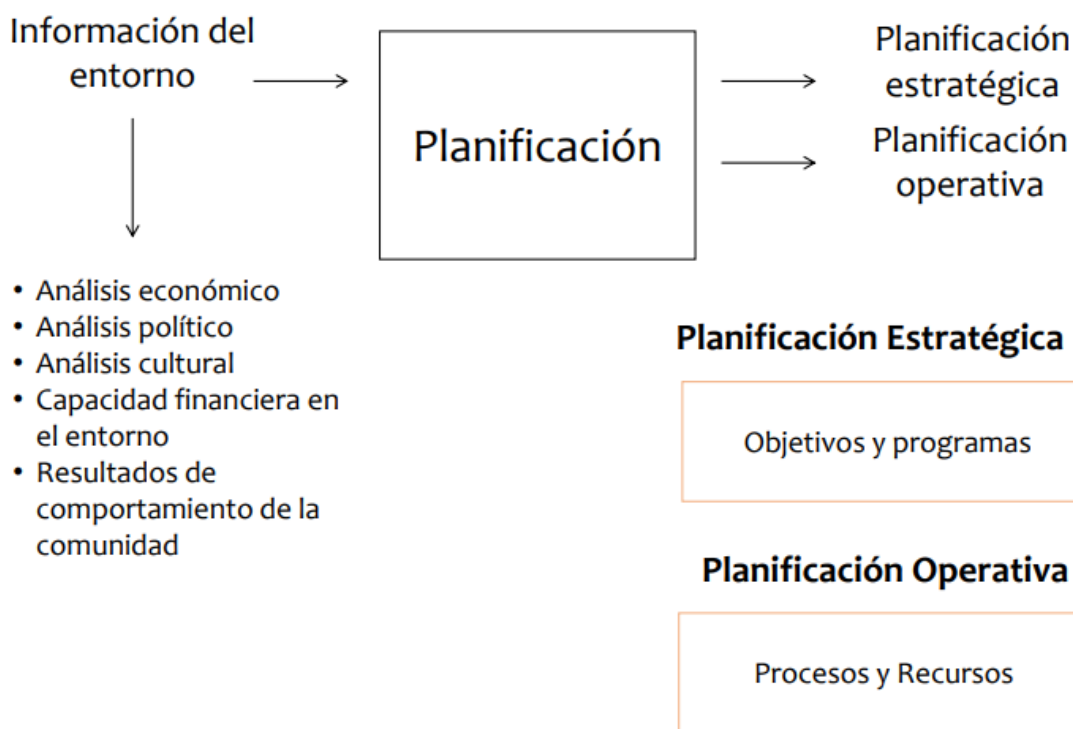 Información del
entorno
Planificación
Planificación
estratégica
Planificación
operativa
• Análisis económico
• Análisis político
• Análisis cultural
• Capacidad financiera en
el entorno
• Resultados de
comportamiento de la
comunidad
Planificación Estratégica
Objetivos y programas
Planificación Operativa
Procesos y Recursos